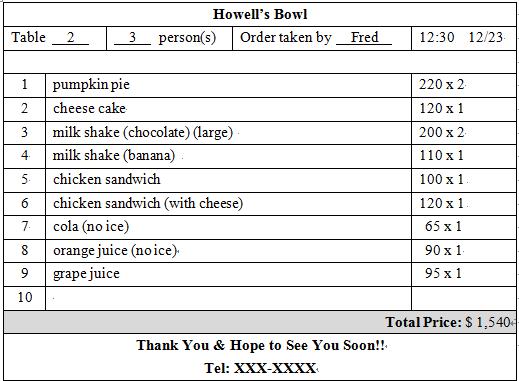 Howell's Bowl
Table 2 3 person(s) Order taken by Fred 12:30 12/23
1 pumpkin pie 220 x 2
2 cheese cake 120 x 1
3 milk shake (chocolate) (large) 200 x 2
4 milk shake (banana) 110 x 1
5 chicken sandwich 100 x 1
6 chicken sandwich (with cheese) 120 x 1
7 cola (no ice) 65 x 1
8 orange juice (no ice) 90 x 1
9 grape juice 95 x 1
10
Total Price: $ 1,540
Thank You & Hope to See You Soon!!
Tel: XXX-XXXX